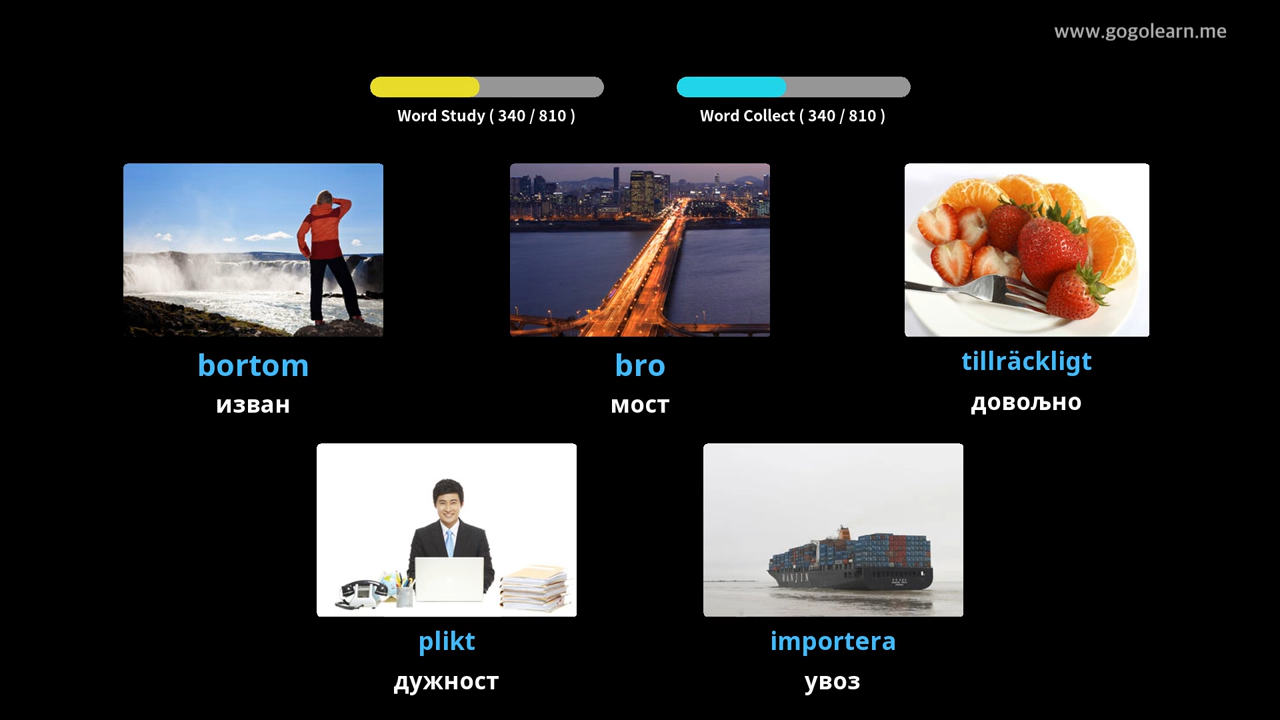 www.gogolearn.me
Word Study ( 340 / 810 )
Word Collect ( 340 / 810 )
bortom
изван
bro
мост
tillräckligt
довољно
HANJIN
plikt
дужност
importera
увоз